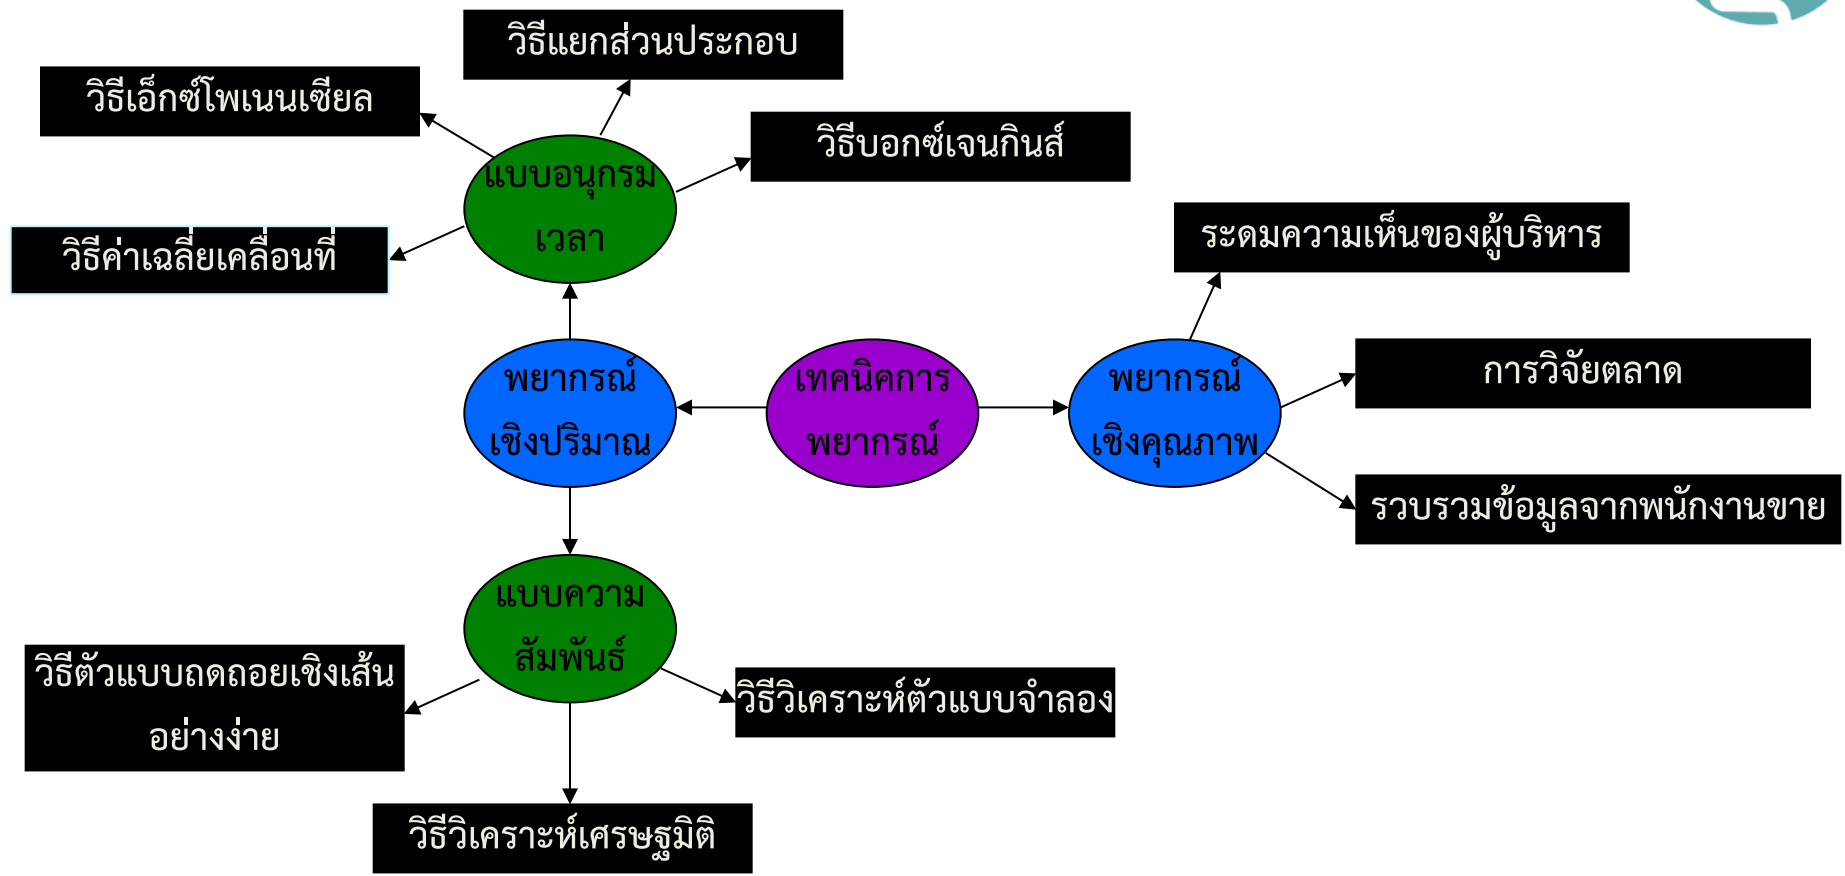 วิธีแยกส่วนประกอบ
วิธีเอ็กซ์โพเนนเซียล
วิธีบอกซ์เจนกินส์
แบบอนุกรม
เวลา
วิธีค่าเฉลี่ยเคลื่อนที่
ระดมความเห็นของผู้บริหาร
พยากรณ์
เชิงปริมาณ
เทคนิคการ
พยากรณ์
พยากรณ์
เชิงคุณภาพ
การวิจัยตลาด
รวบรวมข้อมูลจากพนักงานขาย
แบบความ
สัมพันธ์
วิธีตัวแบบถดถอยเชิงเส้น
อย่างง่าย
วิธีวิเคราะห์ตัวแบบจำลอง
วิธีวิเคราะห์เศรษฐมิติ